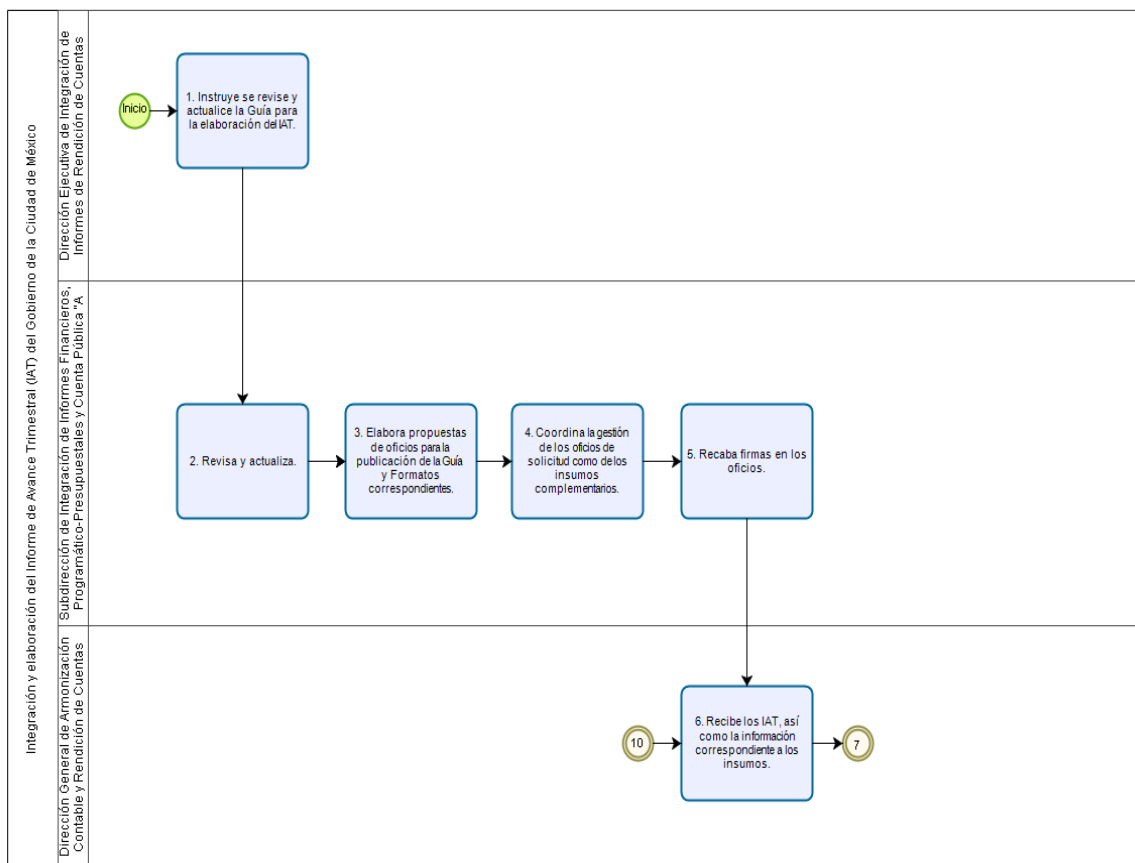 Integración y elaboración del Informe de Avance Trimestral (IAT) del Gobierno de la Ciudad de México
Dirección Ejecutiva de Integración de
Informes de Rendición de Cuentas
Inicio
1. Instruye se revise y
actualice la Guía para
la elaboración del IAT.
Subdirección de Integración de Informes Financieros,
Programático-Presupuestales y Cuenta Pública "A
2. Revisa y actualiza.
3. Elabora propuestas
de oficios para la
publicación de la Guía
y Formatos
correspondientes.
4. Coordina la gestión
de los oficios de
solicitud como de los
insumos
complementarios.
5. Recaba firmas en los
oficios.
Dirección General de Armonización
Contable y Rendición de Cuentas
10
6. Recibe los IAT, así
como la información
correspondiente a los
insumos.
7